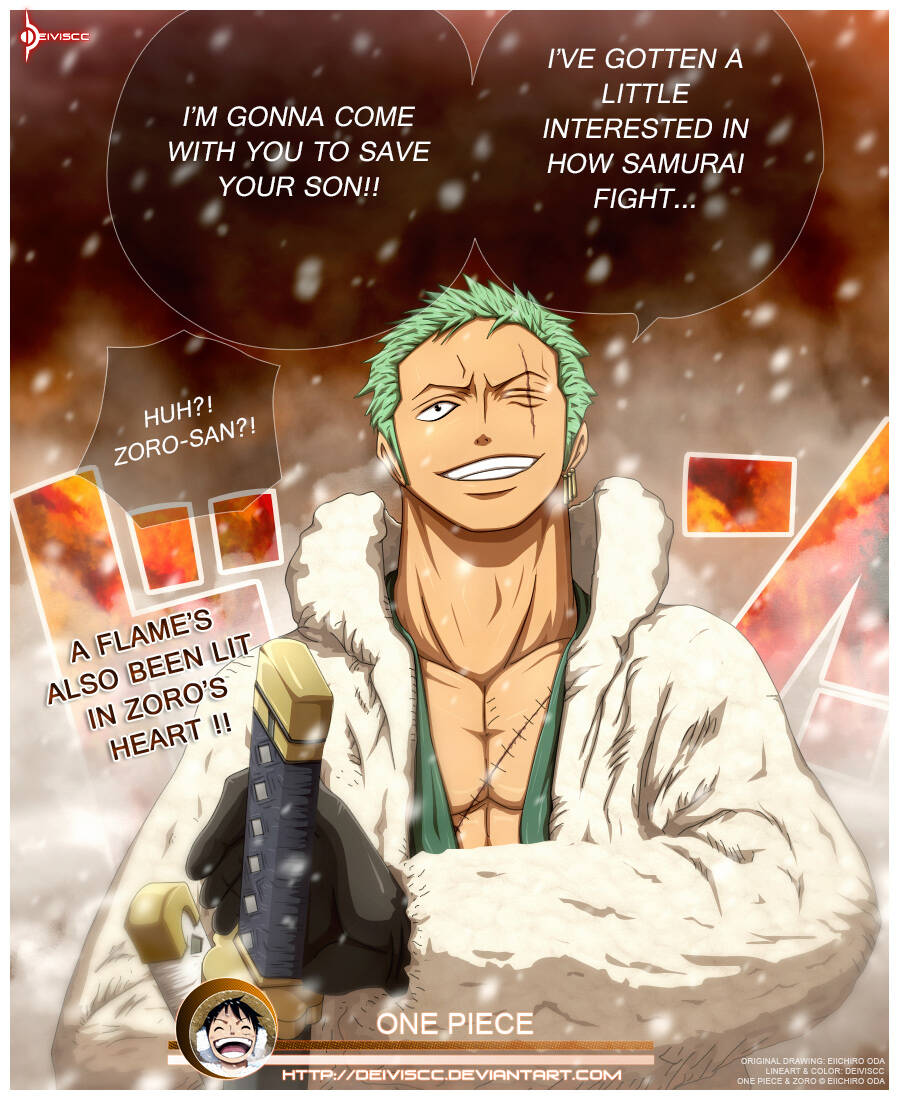 DEIVISCC
I'VE GOTTEN A
LITTLE
INTERESTED IN
HOW SAMURAI
FIGHT...
I'M GONNA COME
WITH YOU TO SAVE
YOUR SON!!
HUH?!
ZORO-SAN?!
A FLAME'S
ALSO BEEN LIT
IN ZORO'S
HEART !!
ONE PIECE
HTTP://DEIVISCC.DEVIANTART.COM
ORIGINAL DRAWING: EIICHIRO ODA
LINEART & COLOR: DEIVISCC
ONE PIECE & ZORO © EIICHIRO ODA